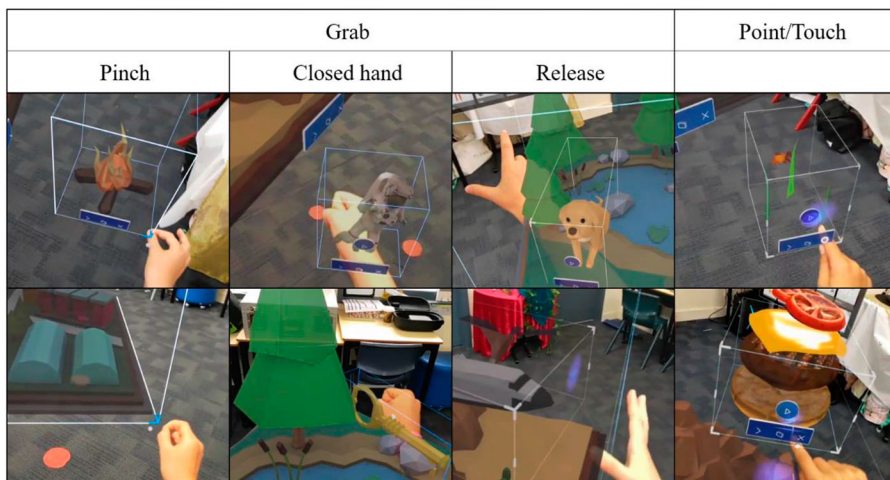 Grab
Point/Touch
Pinch
Closed hand
Release